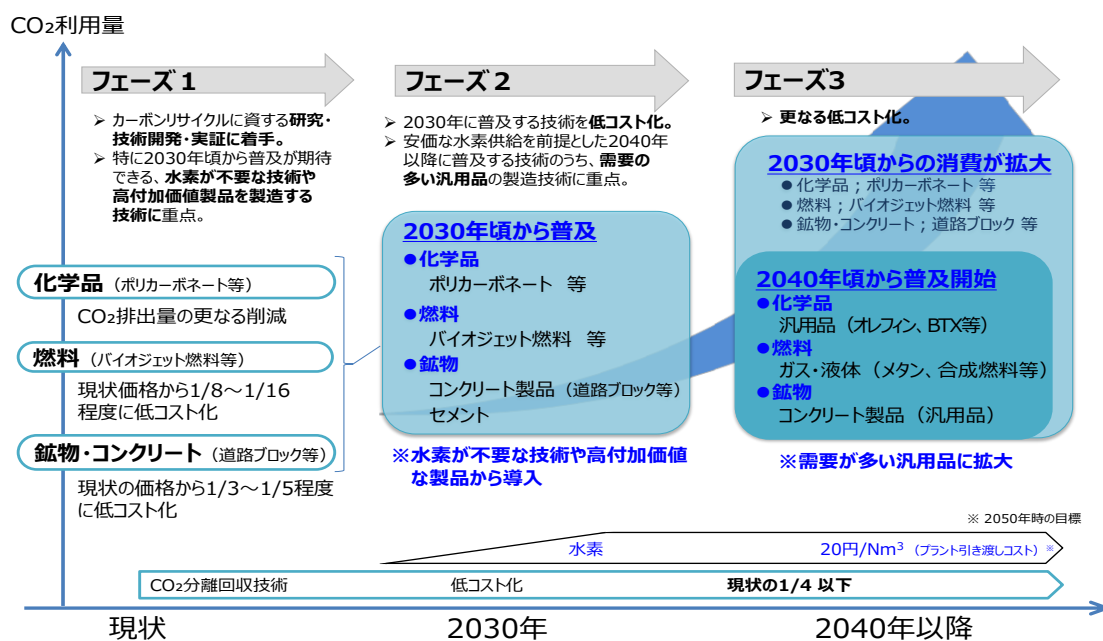 CO₂利用量
フェーズ１
➢ カーボンリサイクルに資する研究・
技術開発・実証に着手。
➢ 特に2030年頃から普及が期待
できる、水素が不要な技術や
高付加価値製品を製造する
技術に重点。
化学品（ポリカーボネート等）
CO₂排出量の更なる削減
燃料（バイオジェット燃料等）
現状価格から1/8～1/16
程度に低コスト化
鉱物・コンクリート（道路ブロック等）
現状の価格から1/3～1/5程度
に低コスト化
フェーズ２
➢ 2030年に普及する技術を低コスト化。
➢ 安価な水素供給を前提とした2040年
以降に普及する技術のうち、需要の
多い汎用品の製造技術に重点。
2030年頃から普及
●化学品
ポリカーボネート 等
●燃料
バイオジェット燃料 等
●鉱物
コンクリート製品（道路ブロック等）
セメント
※水素が不要な技術や高付加価値
な製品から導入
フェーズ3
➢ 更なる低コスト化。
2030年頃からの消費が拡大
● 化学品；ポリカーボネート 等
● 燃料；バイオジェット燃料 等
● 鉱物・コンクリート；道路ブロック 等
2040年頃から普及開始
●化学品
汎用品（オレフィン、BTX等）
●燃料
ガス・液体（メタン、合成燃料等）
●鉱物
コンクリート製品（汎用品）
※需要が多い汎用品に拡大
※ 2050年時の目標
水素 20円/Nm³（プラント引き渡しコスト）※
CO₂分離回収技術 低コスト化 現状の1/4 以下
現状 2030年 2040年以降